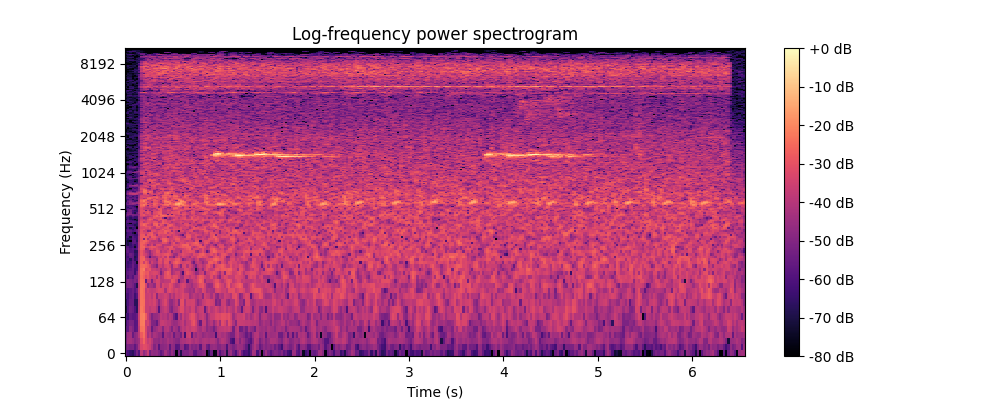 Log-frequency power spectrogram
Frequency (Hz)
8192
4096
2048
1024
512
256
128
64
0
0 1 2 3 4 5 6
Time (s)
+0 dB
-10 dB
-20 dB
-30 dB
-40 dB
-50 dB
-60 dB
-70 dB
-80 dB